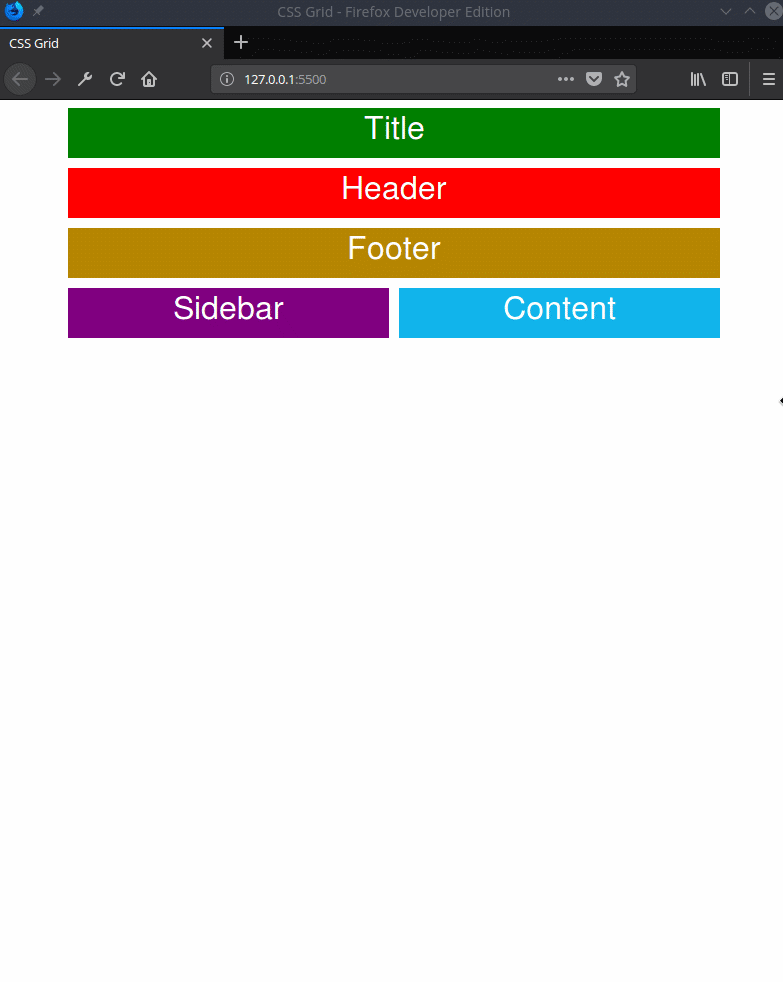 CSS Grid - Firefox Developer Edition
CSS Grid
127.0.0.1:5500
Title
Header
Footer
Sidebar Content